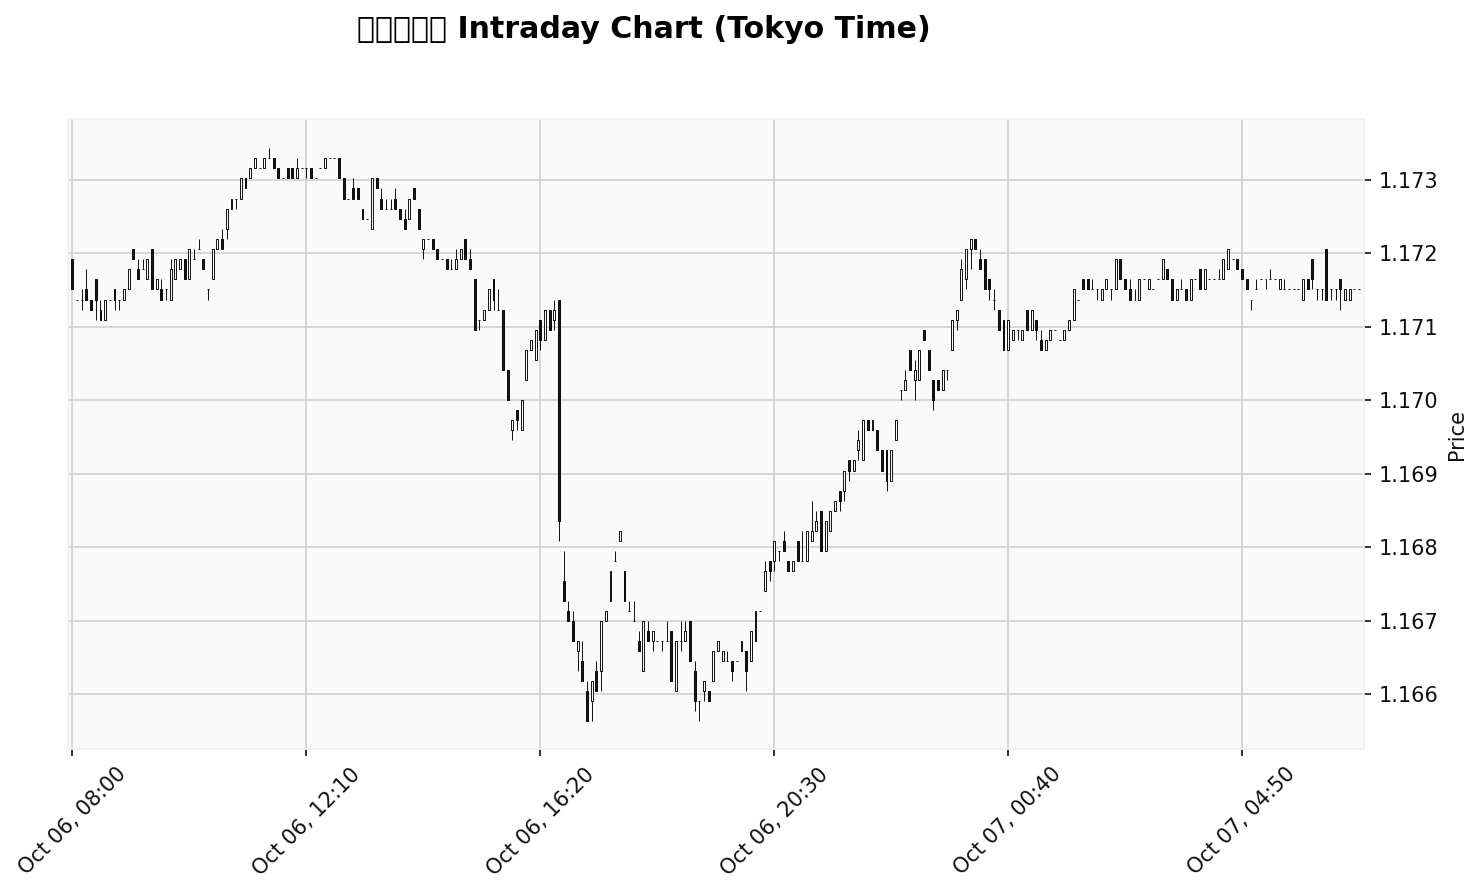 Intraday Chart (Tokyo Time)
1.173
1.172
1.171
1.170
1.169
1.168
1.167
1.166
Price
Oct 06, 08:00
Oct 06, 12:10
Oct 06, 16:20
Oct 06, 20:30
Oct 07, 00:40
Oct 07, 04:50